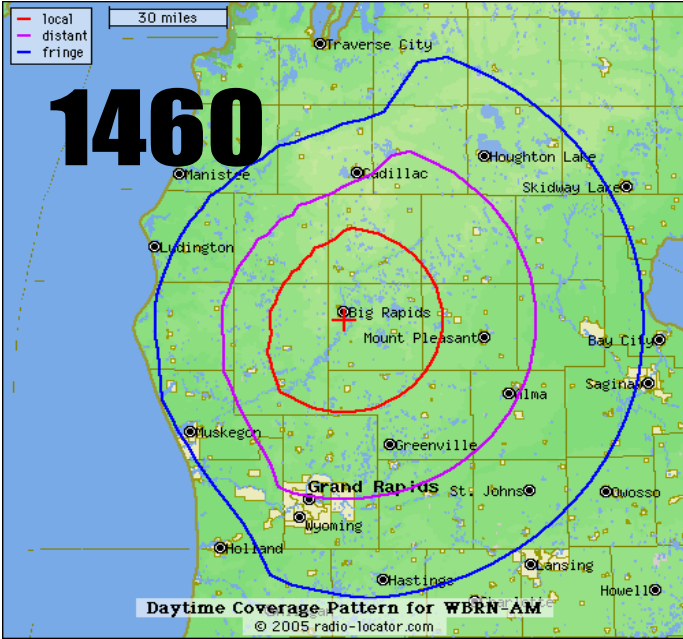 local
30 miles
distant
fringe
1460
Traverse City
Houghton Lake
Manistee
Cadillac
Skidway Lake
Ludington
Big Rapids
Mount Pleasant
Bay City
Saginaw
Alma
Muskegon
Greenville
Grand Rapids
St. Johns
Owosso
Wyoming
Holland
Lansing
Hastings
Howell
Charlotte
Daytime Coverage Pattern for WBRN-AM
© 2005 radio-locator.com